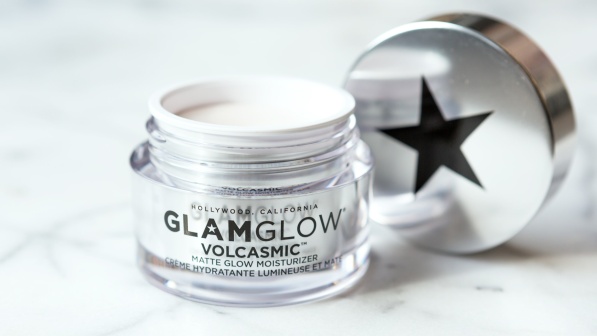 HOLLYWOOD, CALIFORNIA
GLAMGLOW®
VOLCASMIC™
MATTE GLOW MOISTURIZER
CRÈME HYDRATANTE LUMINEUSE ET MATE